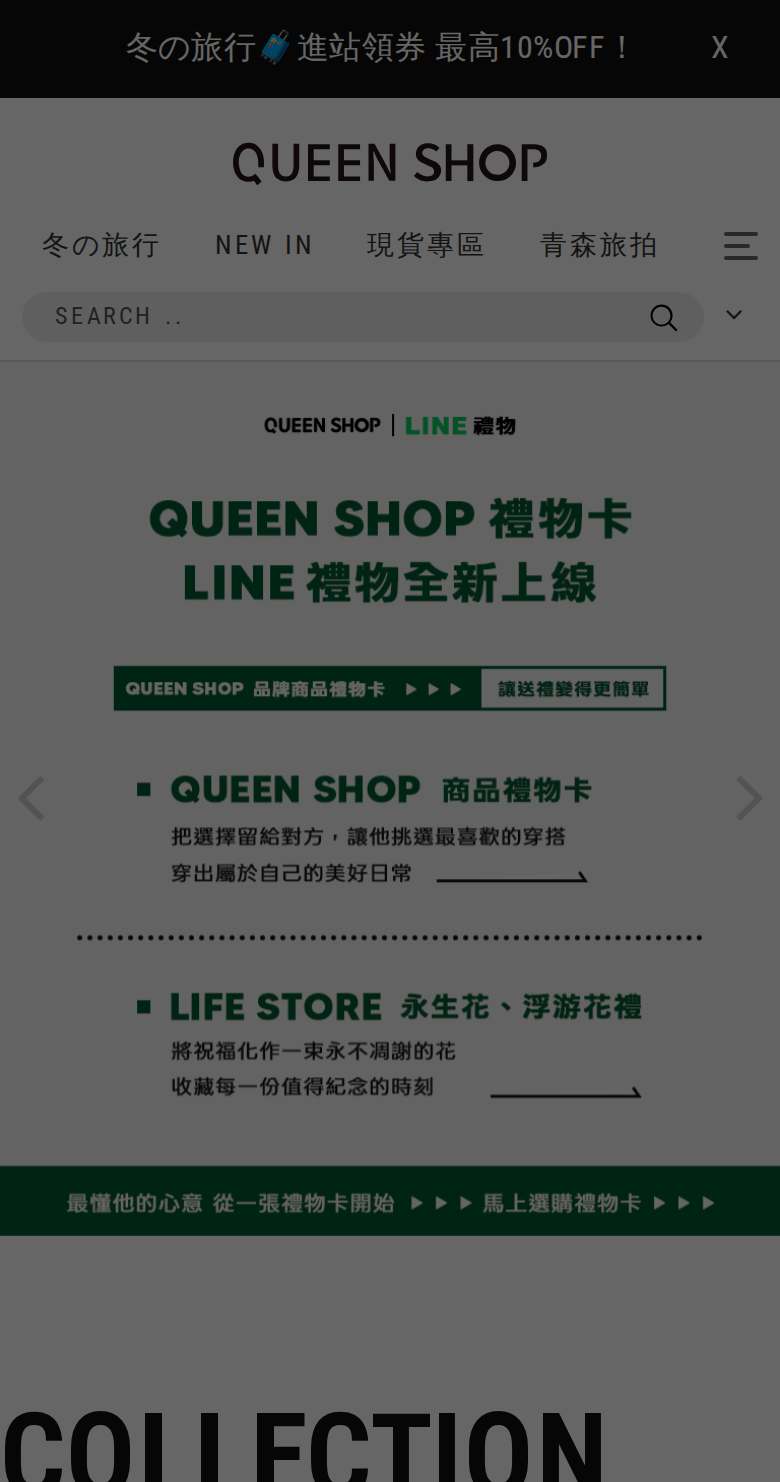 冬の旅行🧳進站領券 最高10%OFF！ X
QUEEN SHOP
冬の旅行 NEW IN 現貨專區 青森旅拍
SEARCH ..
QUEEN SHOP | LINE 禮物
QUEEN SHOP 禮物卡
LINE 禮物全新上線
QUEEN SHOP 品牌商品禮物卡 ▶ ▶ ▶ 讓送禮變得更簡單
QUEEN SHOP 商品禮物卡
把選擇留給對方，讓他挑選最喜歡的穿搭
穿出屬於自己的美好日常
LIFE STORE 永生花、浮游花禮
將祝福化作一束永不凋謝的花
收藏每一份值得紀念的時刻
最懂他的心意 從一張禮物卡開始 ▶ ▶ ▶ 馬上選購禮物卡 ▶ ▶ ▶
COLLECTION